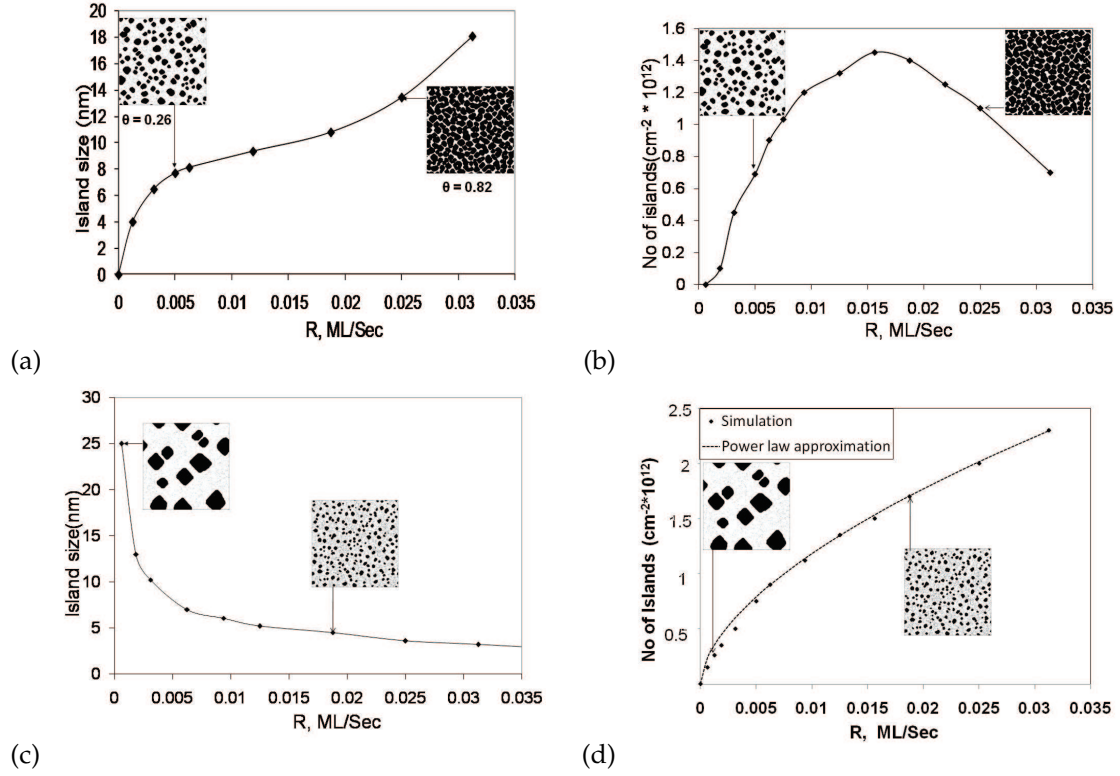 20
18
16
14
12
10
8
6
4
2
0
Island size (nm)
θ = 0.26
θ = 0.82
0 0.005 0.01 0.015 0.02 0.025 0.03 0.035
R, ML/Sec
(a)
1.6
1.4
1.2
1
0.8
0.6
0.4
0.2
0
No of islands(cm-2 * 10^12)
0 0.005 0.01 0.015 0.02 0.025 0.03 0.035
R, ML/Sec
(b)
30
25
20
15
10
5
0
Island size(nm)
0 0.005 0.01 0.015 0.02 0.025 0.03 0.035
R, ML/Sec
(c)
2.5
2
1.5
1
0.5
No of Islands (cm-2*10^12)
Simulation
Power law approximation
0 0.005 0.01 0.015 0.02 0.025 0.03 0.035
R, ML/Sec
(d)